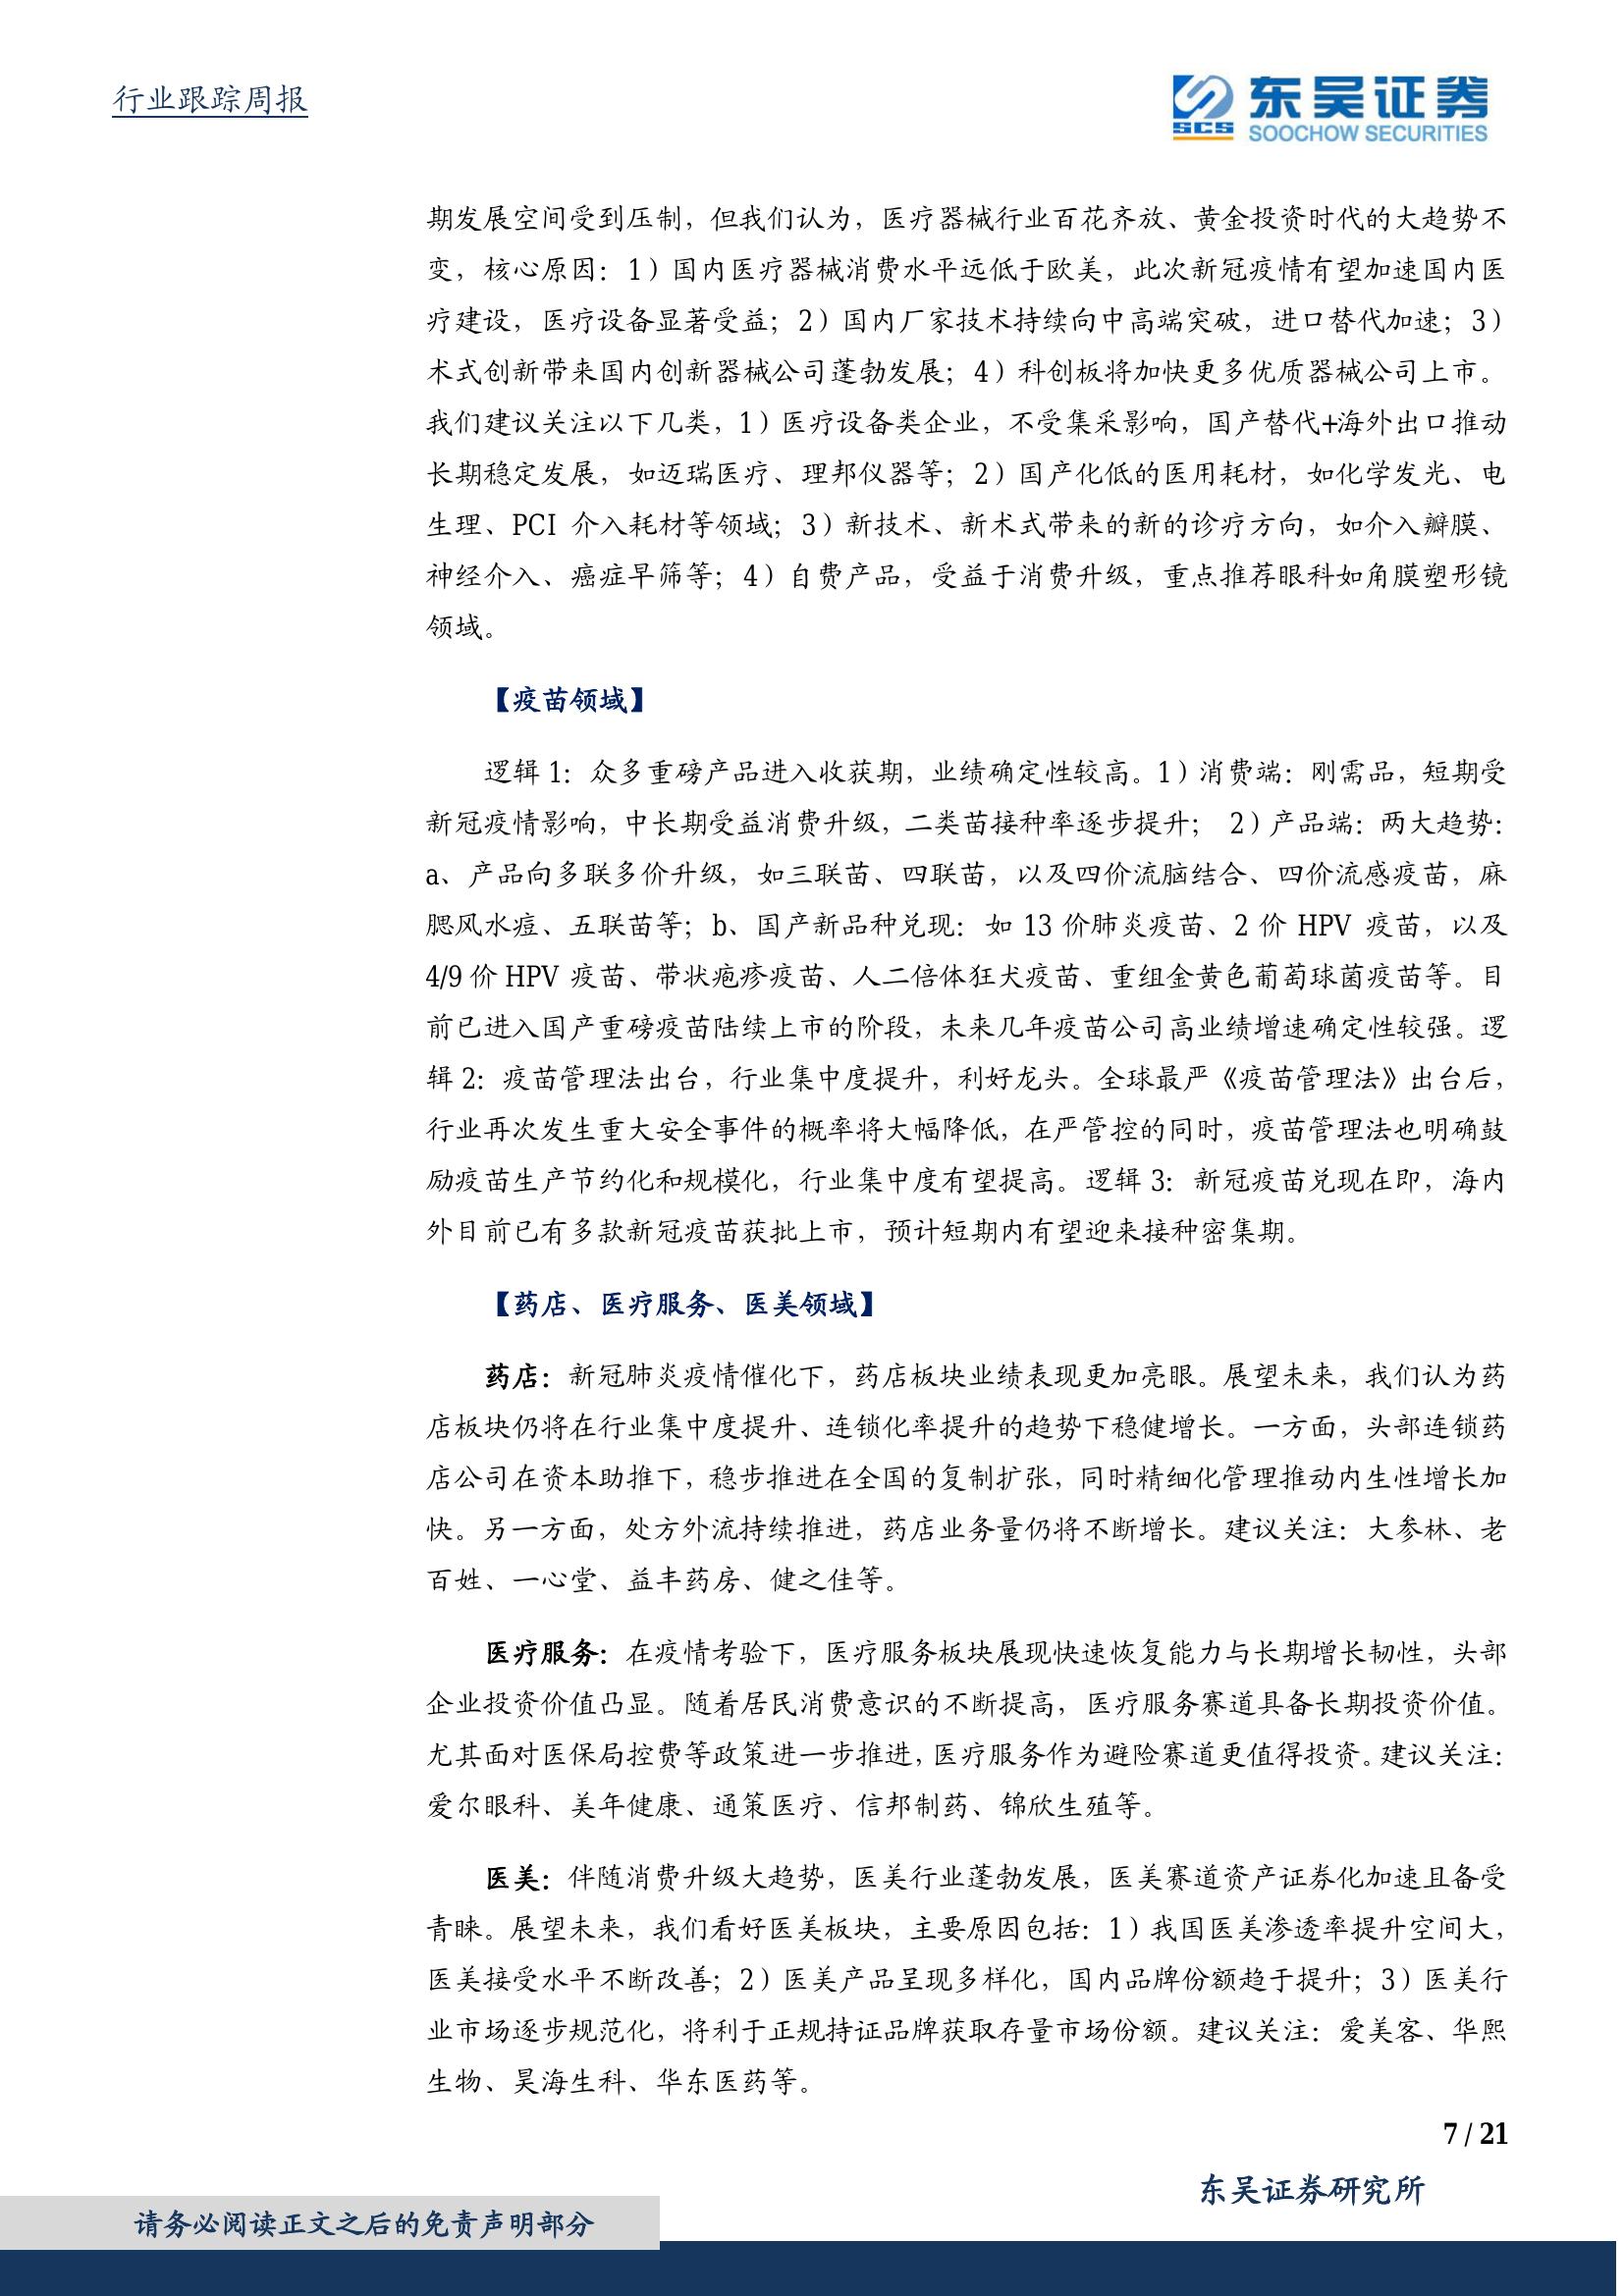 行业跟踪周报
SCS
东吴证券
SOOCHOW SECURITIES
期发展空间受到压制，但我们认为，医疗器械行业百花齐放、黄金投资时代的大趋势不
变，核心原因：1）国内医疗器械消费水平远低于欧美，此次新冠疫情有望加速国内医
疗建设，医疗设备显著受益；2）国内厂家技术持续向中高端突破，进口替代加速；3）
术式创新带来国内创新器械公司蓬勃发展；4）科创板将加快更多优质器械公司上市。
我们建议关注以下几类，1）医疗设备类企业，不受集采影响，国产替代+海外出口推动
长期稳定发展，如迈瑞医疗、理邦仪器等；2）国产化低的医用耗材，如化学发光、电
生理、PCI 介入耗材等领域；3）新技术、新术式带来的新的诊疗方向，如介入瓣膜、
神经介入、癌症早筛等；4）自费产品，受益于消费升级，重点推荐眼科如角膜塑形镜
领域。
【疫苗领域】
逻辑 1：众多重磅产品进入收获期，业绩确定性较高。1）消费端：刚需品，短期受
新冠疫情影响，中长期受益消费升级，二类苗接种率逐步提升； 2）产品端：两大趋势：
a、产品向多联多价升级，如三联苗、四联苗，以及四价流脑结合、四价流感疫苗，麻
腮风水痘、五联苗等；b、国产新品种兑现：如 13 价肺炎疫苗、2 价 HPV 疫苗，以及
4/9 价 HPV 疫苗、带状疱疹疫苗、人二倍体狂犬疫苗、重组金黄色葡萄球菌疫苗等。目
前已进入国产重磅疫苗陆续上市的阶段，未来几年疫苗公司高业绩增速确定性较强。逻
辑 2：疫苗管理法出台，行业集中度提升，利好龙头。全球最严《疫苗管理法》出台后，
行业再次发生重大安全事件的概率将大幅降低，在严管控的同时，疫苗管理法也明确鼓
励疫苗生产节约化和规模化，行业集中度有望提高。逻辑 3：新冠疫苗兑现在即，海内
外目前已有多款新冠疫苗获批上市，预计短期内有望迎来接种密集期。
【药店、医疗服务、医美领域】
药店：新冠肺炎疫情催化下，药店板块业绩表现更加亮眼。展望未来，我们认为药
店板块仍将在行业集中度提升、连锁化率提升的趋势下稳健增长。一方面，头部连锁药
店公司在资本助推下，稳步推进在全国的复制扩张，同时精细化管理推动内生性增长加
快。另一方面，处方外流持续推进，药店业务量仍将不断增长。建议关注：大参林、老
百姓、一心堂、益丰药房、健之佳等。
医疗服务：在疫情考验下，医疗服务板块展现快速恢复能力与长期增长韧性，头部
企业投资价值凸显。随着居民消费意识的不断提高，医疗服务赛道具备长期投资价值。
尤其面对医保局控费等政策进一步推进，医疗服务作为避险赛道更值得投资。建议关注：
爱尔眼科、美年健康、通策医疗、信邦制药、锦欣生殖等。
医美：伴随消费升级大趋势，医美行业蓬勃发展，医美赛道资产证券化加速且备受
青睐。展望未来，我们看好医美板块，主要原因包括：1）我国医美渗透率提升空间大，
医美接受水平不断改善；2）医美产品呈现多样化，国内品牌份额趋于提升；3）医美行
业市场逐步规范化，将利于正规持证品牌获取存量市场份额。建议关注：爱美客、华熙
生物、昊海生科、华东医药等。
7 / 21
东吴证券研究所
请务必阅读正文之后的免责声明部分